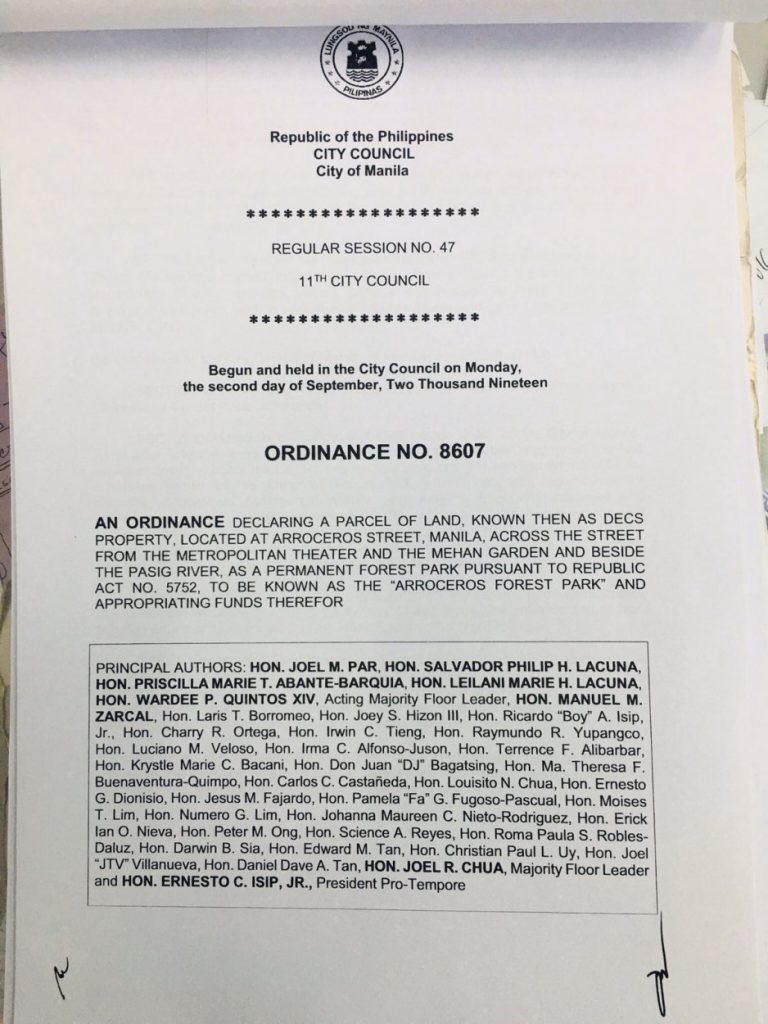 LUNGSOD NG MAYNILA
PILIPINAS
Republic of the Philippines
CITY COUNCIL
City of Manila
*******************
REGULAR SESSION NO. 47
11TH CITY COUNCIL
*******************
Begun and held in the City Council on Monday,
the second day of September, Two Thousand Nineteen
ORDINANCE NO. 8607
AN ORDINANCE DECLARING A PARCEL OF LAND, KNOWN THEN AS DECS
PROPERTY, LOCATED AT ARROCEROS STREET, MANILA, ACROSS THE STREET
FROM THE METROPOLITAN THEATER AND THE MEHAN GARDEN AND BESIDE
THE PASIG RIVER, AS A PERMANENT FOREST PARK PURSUANT TO REPUBLIC
ACT NO. 5752, TO BE KNOWN AS THE “ARROCEROS FOREST PARK” AND
APPROPRIATING FUNDS THEREFOR
PRINCIPAL AUTHORS: HON. JOEL M. PAR, HON. SALVADOR PHILIP H. LACUNA,
HON. PRISCILLA MARIE T. ABANTE-BARQUIA, HON. LEILANI MARIE H. LACUNA,
HON. WARDEE P. QUINTOS XIV, Acting Majority Floor Leader, HON. MANUEL M.
ZARCAL, Hon. Laris T. Borromeo, Hon. Joey S. Hizon III, Hon. Ricardo “Boy” A. Isip,
Jr., Hon. Charry R. Ortega, Hon. Irwin C. Tieng, Hon. Raymundo R. Yupangco,
Hon. Luciano M. Veloso, Hon. Irma C. Alfonso-Juson, Hon. Terrence F. Alibarbar,
Hon. Krystle Marie C. Bacani, Hon. Don Juan “DJ” Bagatsing, Hon. Ma. Theresa F.
Buenaventura-Quimpo, Hon. Carlos C. Castañeda, Hon. Louisito N. Chua, Hon. Ernesto
G. Dionisio, Hon. Jesus M. Fajardo, Hon. Pamela “Fa” G. Fugoso-Pascual, Hon. Moises
T. Lim, Hon. Numero G. Lim, Hon. Johanna Maureen C. Nieto-Rodriguez, Hon. Erick
Ian O. Nieva, Hon. Peter M. Ong, Hon. Science A. Reyes, Hon. Roma Paula S. Robles-
Daluz, Hon. Darwin B. Sia, Hon. Edward M. Tan, Hon. Christian Paul L. Uy, Hon. Joel
“JTV” Villanueva, Hon. Daniel Dave A. Tan, HON. JOEL R. CHUA, Majority Floor Leader
and HON. ERNESTO C. ISIP, JR., President Pro-Tempore